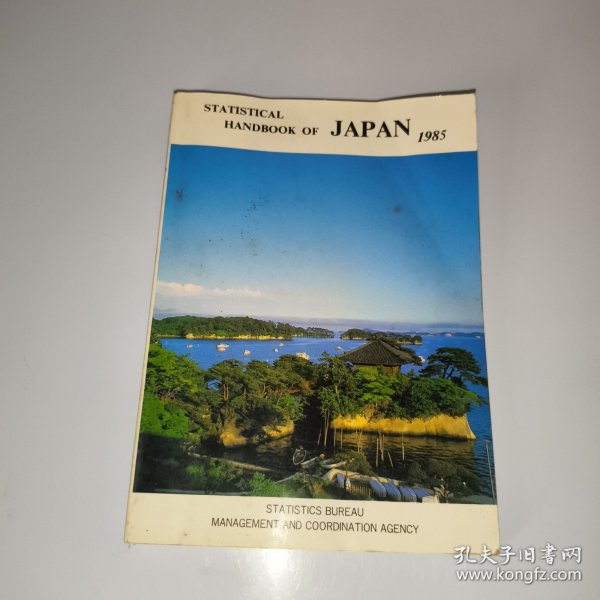 STATISTICAL
HANDBOOK OF JAPAN 1985
STATISTICS BUREAU
MANAGEMENT AND COORDINATION AGENCY
孔夫子旧书网
www.kongfz.com